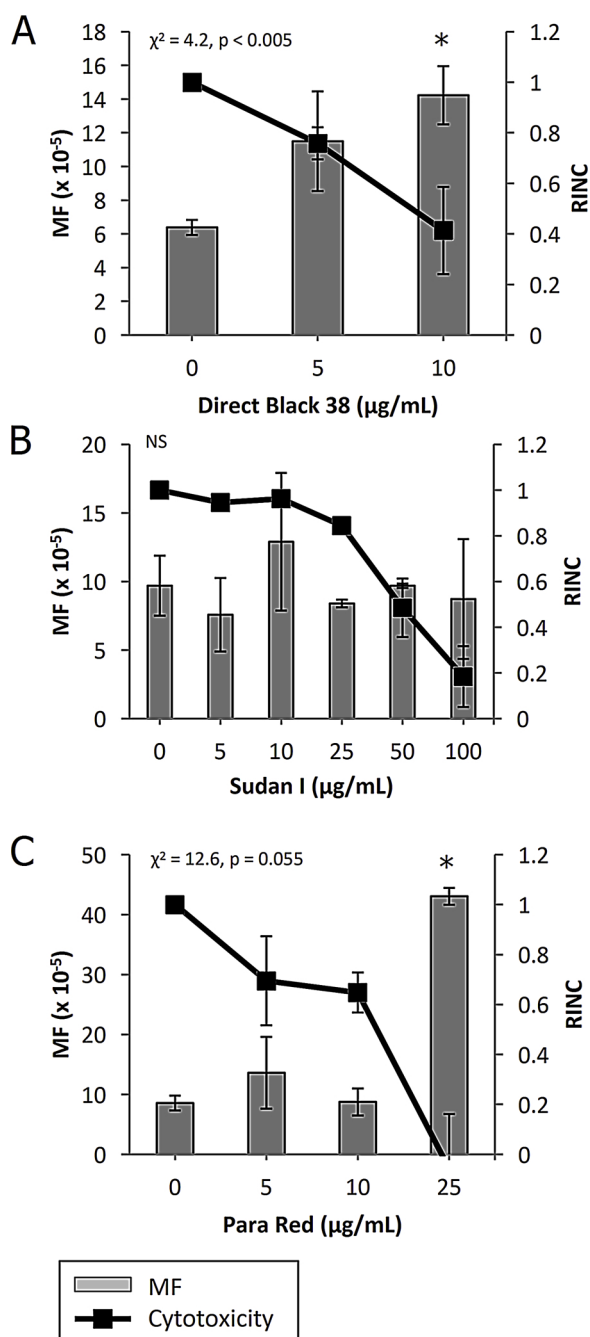 A
χ² = 4.2, p < 0.005
*
18
16
14
12
10
8
6
4
2
0
MF (x 10⁻⁵)
1.2
1
0.8
0.6
0.4
0.2
0
RINC
0 5 10
Direct Black 38 (µg/mL)
B
NS
20
15
10
5
0
MF (x 10⁻⁵)
1.2
1
0.8
0.6
0.4
0.2
0
RINC
0 5 10 25 50 100
Sudan I (µg/mL)
C
χ² = 12.6, p = 0.055
*
50
40
30
20
10
0
MF (x 10⁻⁵)
1.2
1
0.8
0.6
0.4
0.2
0
RINC
0 5 10 25
Para Red (µg/mL)
MF
Cytotoxicity